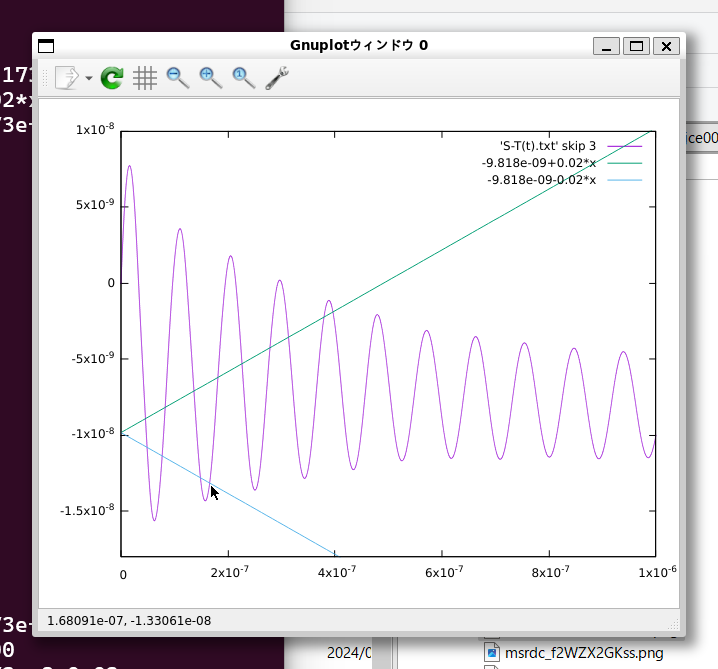 Gnuplotウィンドウ 0
173
02*x
73e-
ice00
1x10-8
5x10-9
0
-5x10-9
-1x10-8
-1.5x10-8
'S-T(t).txt' skip 3
-9.818e-09+0.02*x
-9.818e-09-0.02*x
0
2x10-7
4x10-7
6x10-7
8x10-7
1x10-6
1.68091e-07, -1.33061e-08
73e-
00
2024/0
msrdc_f2WZX2GKss.png